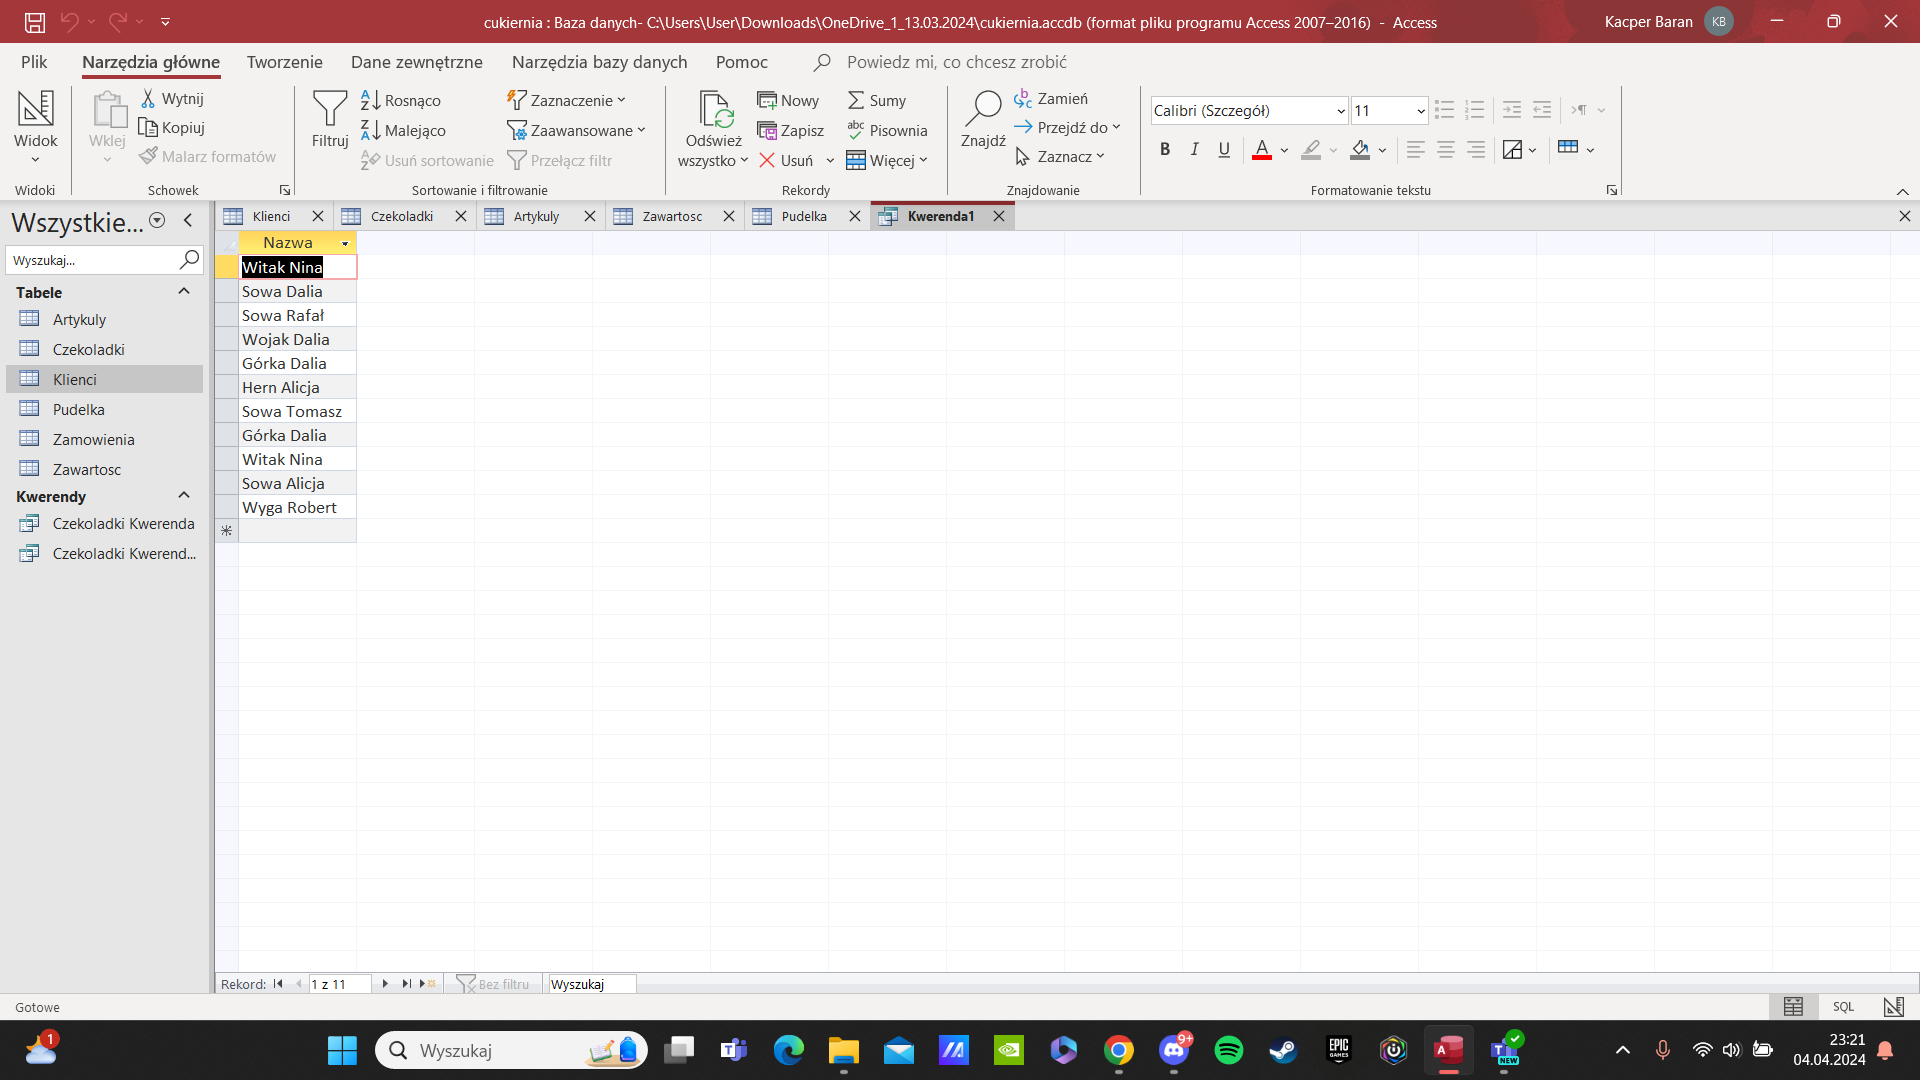 cukiernia : Baza danych- C:\Users\User\Downloads\OneDrive_1_13.03.2024\cukiernia.accdb (format pliku programu Access 2007–2016) - Access
Kacper Baran KB
Plik Narzędzia główne Tworzenie Dane zewnętrzne Narzędzia bazy danych Pomoc Powiedz mi, co chcesz zrobić
Widok
Widoki
Wklej
Wytnij
Kopiuj
Malarz formatów
Schowek
Filtruj
Rosnąco
Malejąco
Usuń sortowanie
Zaznaczenie
Zaawansowane
Przełącz filtr
Sortowanie i filtrowanie
Odśwież
wszystko
Nowy
Zapisz
Usuń
Sumy
Pisownia
Więcej
Rekordy
Znajdź
Zamień
Przejdź do
Zaznacz
Znajdowanie
Calibri (Szczegół) 11
B I U A
Formatowanie tekstu
Wszystkie...
Wyszukaj...
Tabele
Artykuly
Czekoladki
Klienci
Pudelka
Zamowienia
Zawartosc
Kwerendy
Czekoladki Kwerenda
Czekoladki Kwerend...
Klienci Czekoladki Artykuly Zawartosc Pudelka Kwerenda1
Nazwa
Witak Nina
Sowa Dalia
Sowa Rafał
Wojak Dalia
Górka Dalia
Hern Alicja
Sowa Tomasz
Górka Dalia
Witak Nina
Sowa Alicja
Wyga Robert
Rekord: 1 z 11 Bez filtru Wyszukaj
Gotowe
SQL
1
Wyszukaj
9+
EPIC
GAMES
A
NEW
23:21
04.04.2024